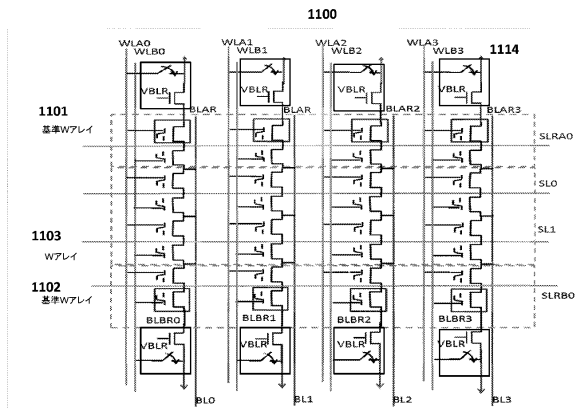 1100
WLA0 WLB0 WLA1 WLB1 WLA2 WLB2 WLA3 WLB3 1114
VBLR VBLR VBLR VBLR
BLAR BLAR BLAR2 BLAR3
1101
基準Wアレイ
SLRA0
SL0
SL1
1103
Wアレイ
1102
基準Wアレイ
SLRB0
BLBR0 BLBR1 BLBR2 BLBR3
VBLR VBLR VBLR VBLR
BL0 BL1 BL2 BL3